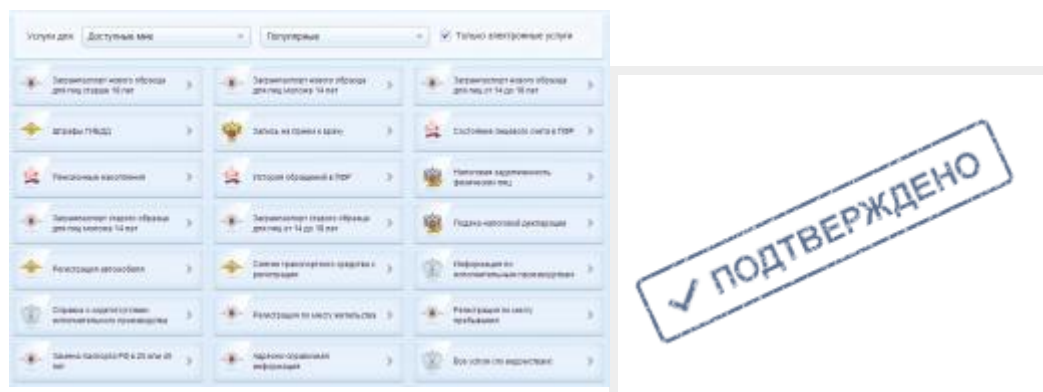 Услуги для Доступные мне Популярные Только электронные услуги
Загранпаспорт нового образца
для лиц старше 18 лет
Загранпаспорт нового образца
для лиц моложе 14 лет
Загранпаспорт нового образца
для лиц от 14 до 18 лет
Штрафы ГИБДД
Запись на прием к врачу
Состояние лицевого счета в ПФР
Пенсионные накопления
История обращений в ПФР
Налоговая задолженность
физических лиц
Загранпаспорт старого образца
для лиц моложе 14 лет
Загранпаспорт старого образца
для лиц от 14 до 18 лет
Подача налоговой декларации
Регистрация автомобиля
Снятие транспортного средства с
регистрации
Информация по
исполнительным производствам
Справка о
исполнительного производства
Регистрация по месту жительства
Регистрация по месту
пребывания
Замена паспорта РФ в 20 или 45
лет
Адресно-справочная
информация
Все услуги по ведомствам
ПОДТВЕРЖДЕНО